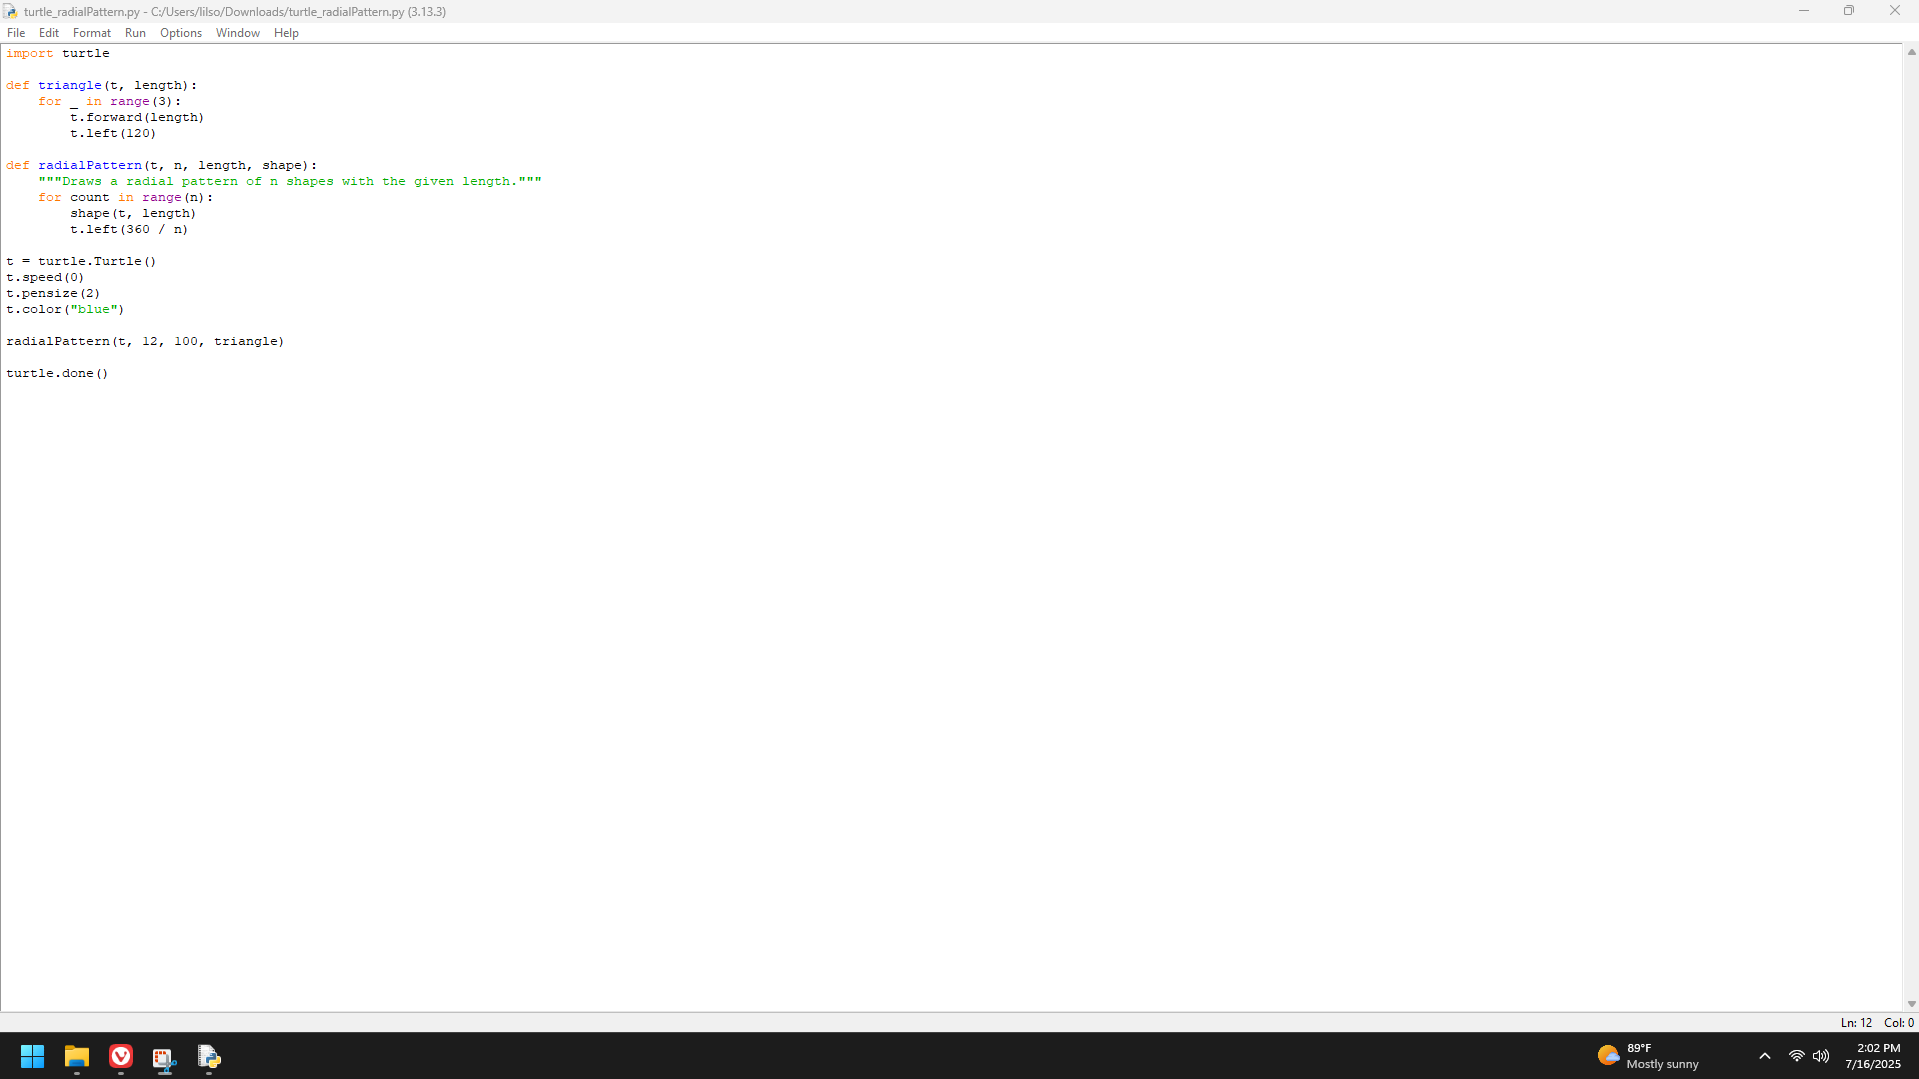 turtle_radialPattern.py - C:/Users/lilso/Downloads/turtle_radialPattern.py (3.13.3)
File Edit Format Run Options Window Help
import turtle

def triangle(t, length):
    for _ in range(3):
        t.forward(length)
        t.left(120)

def radialPattern(t, n, length, shape):
    """Draws a radial pattern of n shapes with the given length."""
    for count in range(n):
        shape(t, length)
        t.left(360 / n)

t = turtle.Turtle()
t.speed(0)
t.pensize(2)
t.color("blue")

radialPattern(t, 12, 100, triangle)

turtle.done()
Ln: 12 Col: 0
89°F
Mostly sunny
2:02 PM
7/16/2025